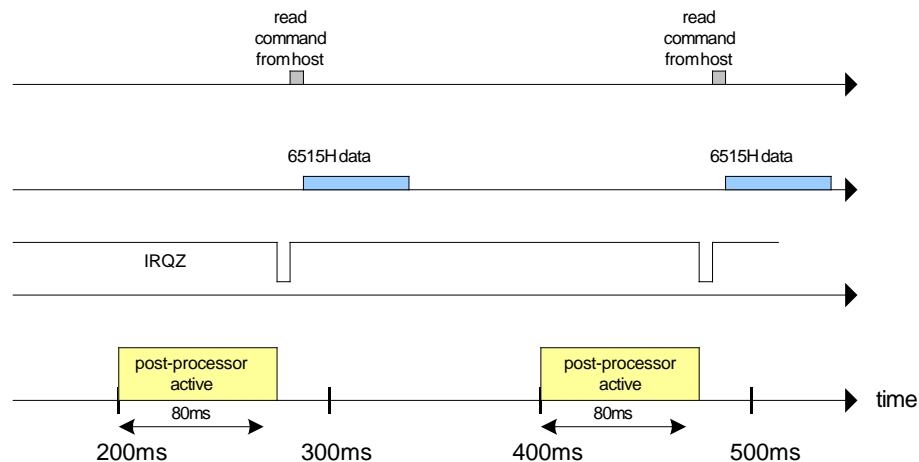 read
command
from host
read
command
from host
6515H data
6515H data
IRQZ
post-processor
active
post-processor
active
time
80ms
80ms
200ms
300ms
400ms
500ms